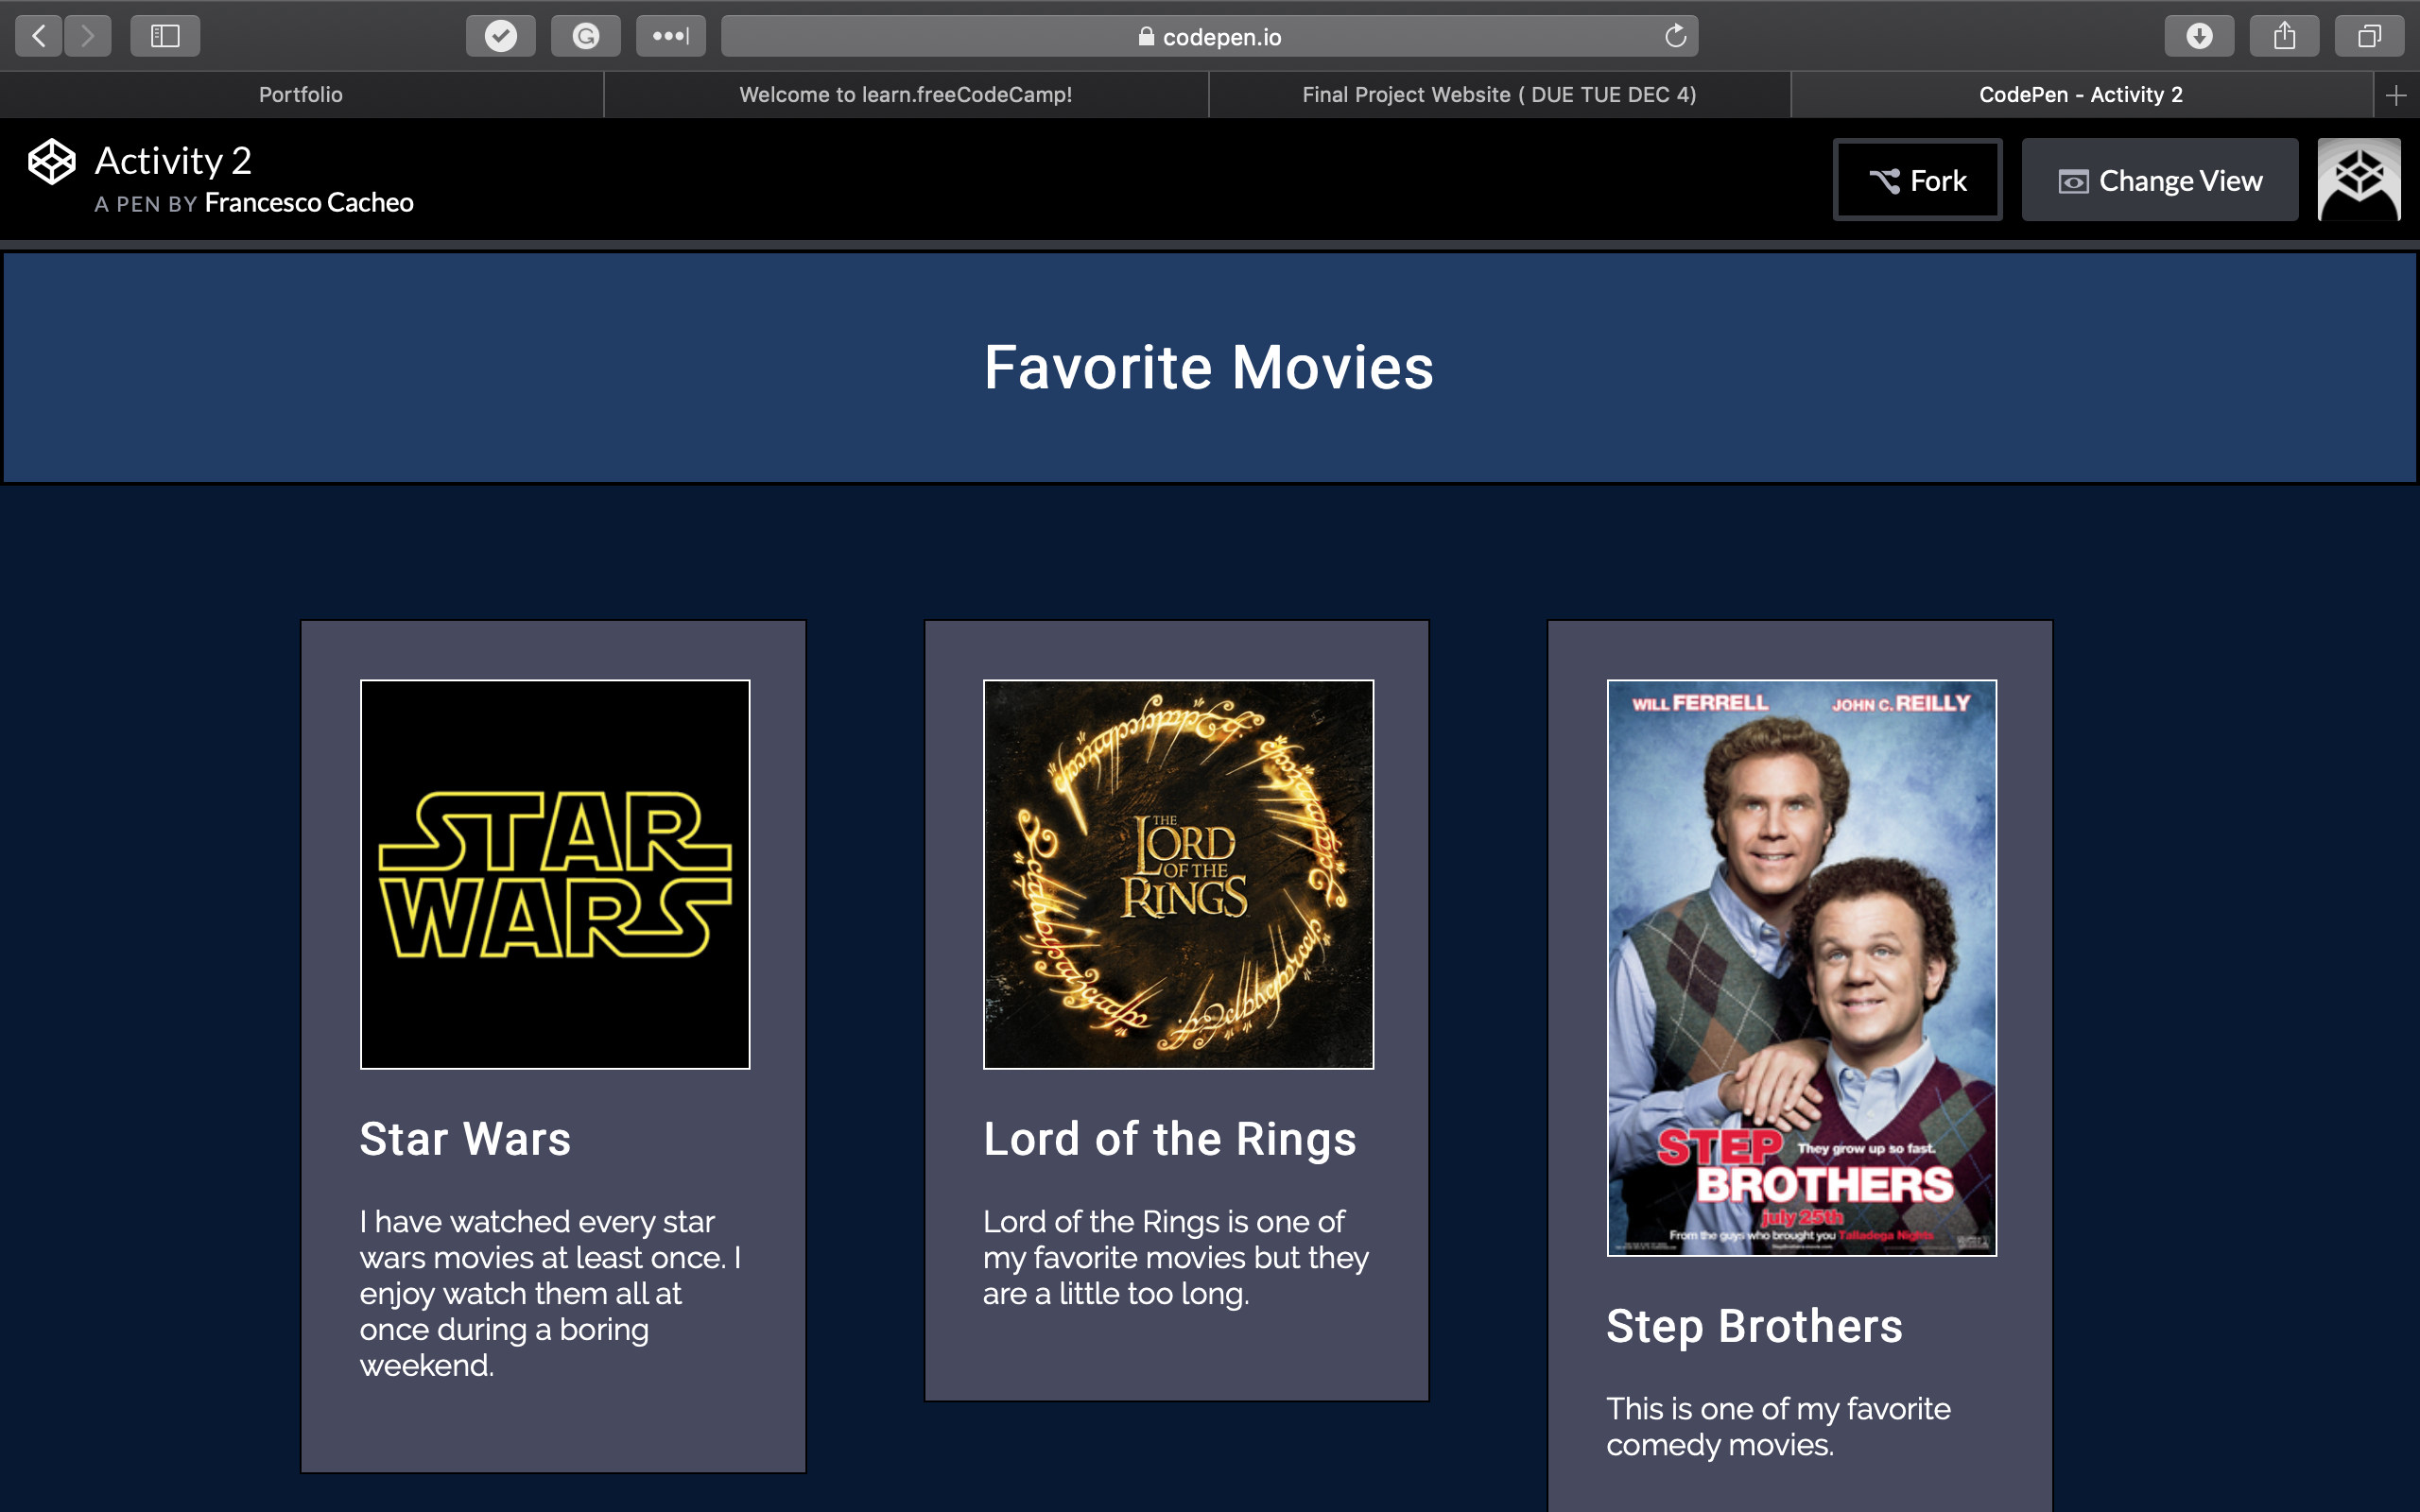 codepen.io
Portfolio
Welcome to learn.freeCodeCamp!
Final Project Website ( DUE TUE DEC 4)
CodePen - Activity 2
Activity 2
A PEN BY Francesco Cacheo
Fork
Change View
Favorite Movies
STAR
WARS
Star Wars
I have watched every star
wars movies at least once. I
enjoy watch them all at
once during a boring
weekend.
THE
LORD
OF THE
RINGS
Lord of the Rings
Lord of the Rings is one of
my favorite movies but they
are a little too long.
WILL FERRELL
JOHN C. REILLY
STEP
They grow up so fast.
BROTHERS
july 25th
From the guys who brought you Talladega Nights
Step Brothers
This is one of my favorite
comedy movies.